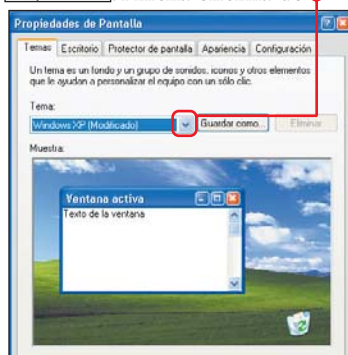 Propiedades de Pantalla
Temas Escritorio Protector de pantalla Apariencia Configuración
Un tema es un fondo y un grupo de sonidos, iconos y otros elementos
que le ayudan a personalizar el equipo con un sólo clic.
Tema:
Windows XP (Modificado) Guardar como... Eliminar
Muestra:
Ventana activa
Texto de la ventana